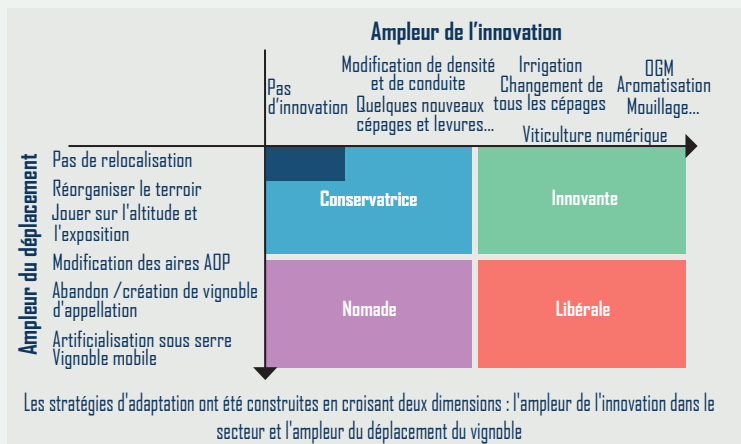 Ampleur de l'innovation
Pas
d'innovation
Modification de densité
et de conduite
Quelques nouveaux
cépages et levures...
Irrigation
Changement de
tous les cépages
OGM
Aromatisation
Mouillage...
Viticulture numérique
Ampleur du déplacement
Pas de relocalisation
Réorganiser le terroir
Jouer sur l'altitude et
l'exposition
Modification des aires AOP
Abandon /création de vignoble
d'appellation
Artificialisation sous serre
Vignoble mobile
Conservatrice
Innovante
Nomade
Libérale
Les stratégies d'adaptation ont été construites en croisant deux dimensions : l'ampleur de l'innovation dans le
secteur et l'ampleur du déplacement du vignoble